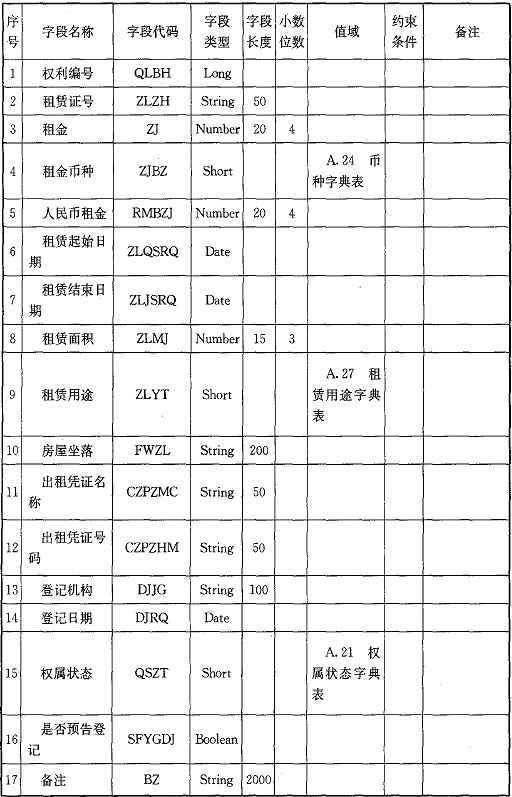 序号 字段名称 字段代码 字段类型 字段长度 小数位数 值域 约束条件 备注
1 权利编号 QLBH Long
2 租赁证号 ZLZH String 50
3 租金 ZJ Number 20 4
4 租金币种 ZJBZ Short A.24 币种字典表
5 人民币租金 RMBZJ Number 20 4
6 租赁起始日期 ZLQSRQ Date
7 租赁结束日期 ZLJSRQ Date
8 租赁面积 ZLMJ Number 15 3
9 租赁用途 ZLYT Short A.27 租赁用途字典表
10 房屋坐落 FWZL String 200
11 出租凭证名称 CZPZMC String 50
12 出租凭证号码 CZPZHM String 50
13 登记机构 DJJG String 100
14 登记日期 DJRQ Date
15 权属状态 QSZT Short A.21 权属状态字典表
16 是否预告登记 SFYGDJ Boolean
17 备注 BZ String 2000